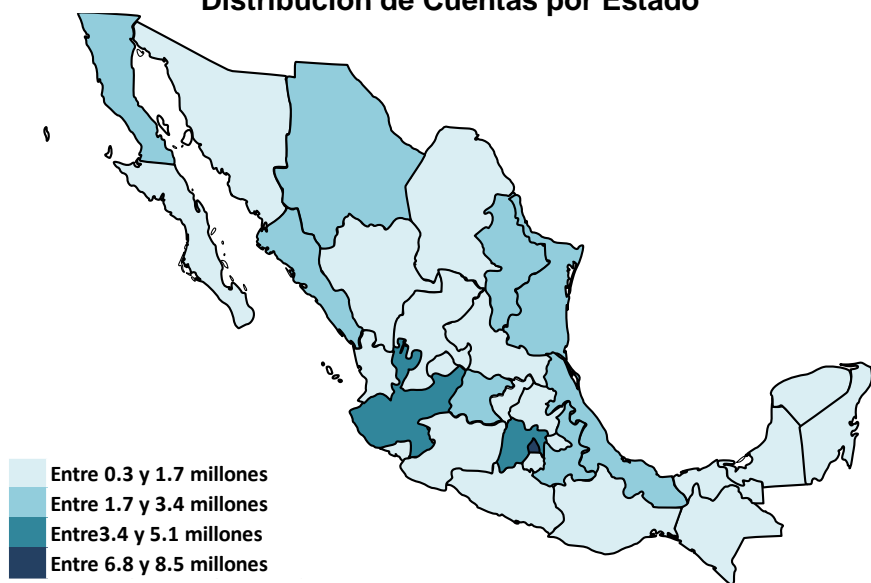 Distribución de Cuentas por Estado
Entre 0.3 y 1.7 millones
Entre 1.7 y 3.4 millones
Entre3.4 y 5.1 millones
Entre 6.8 y 8.5 millones